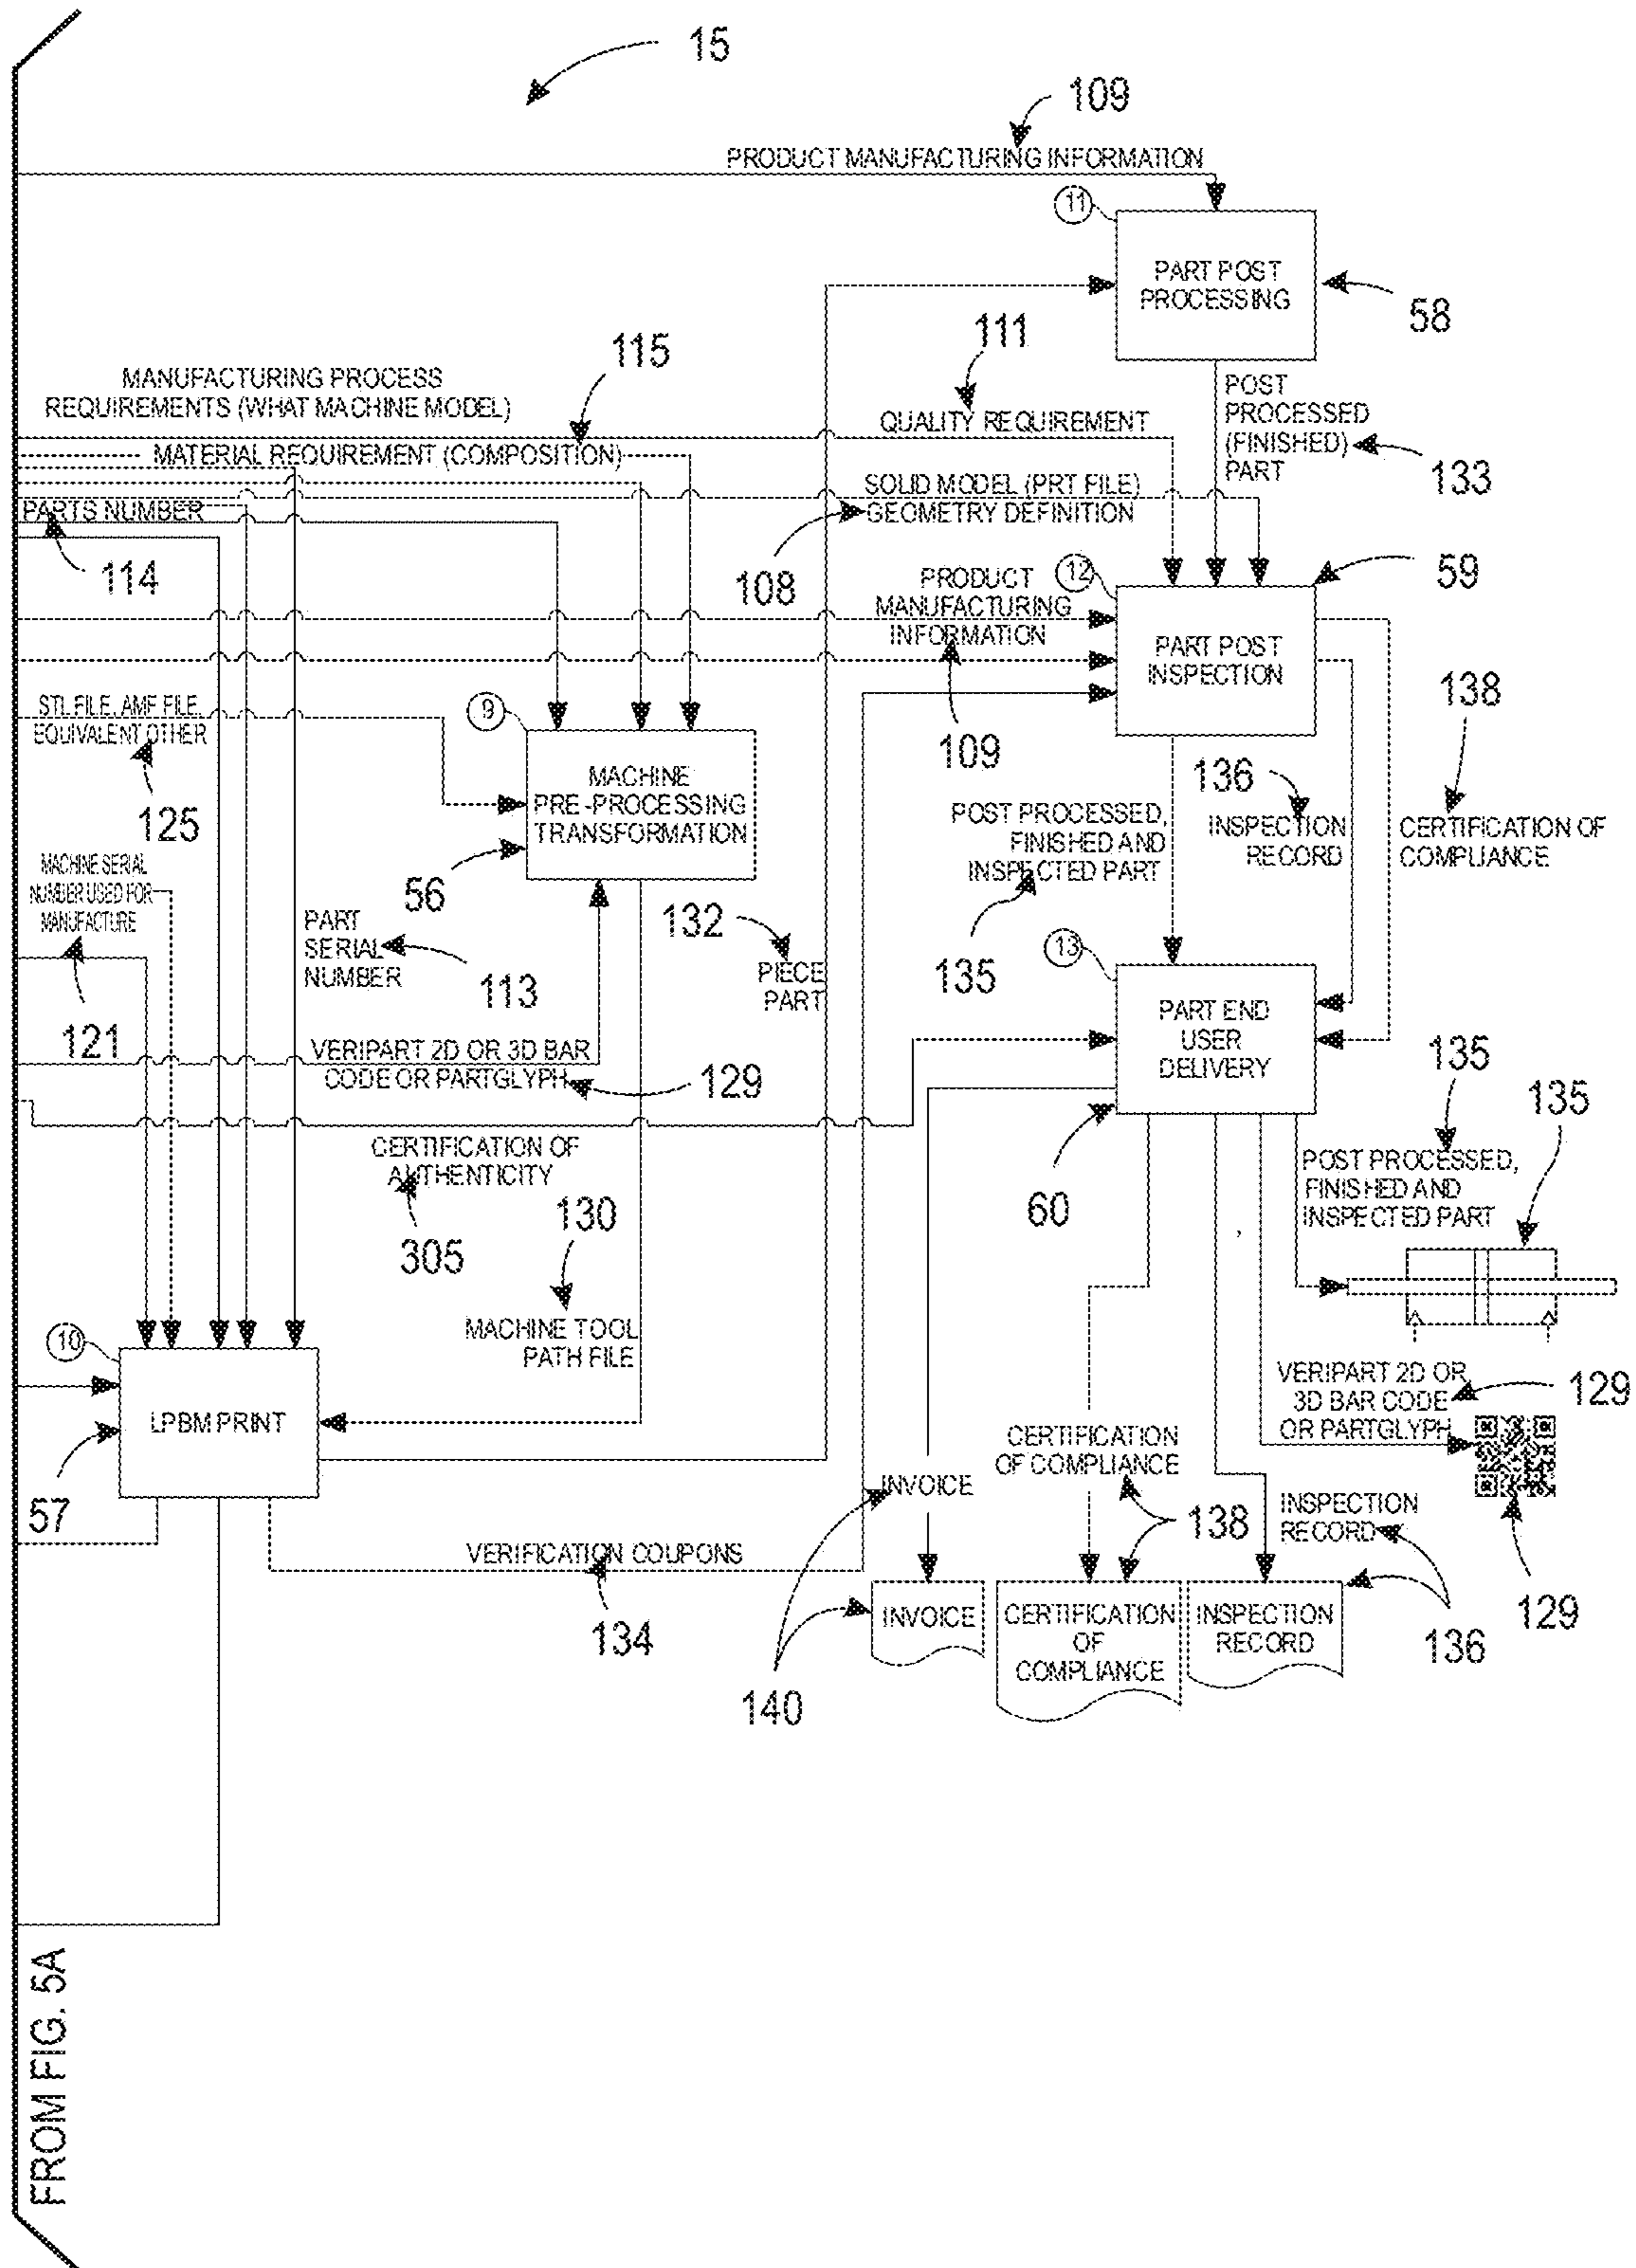 15
109
PRODUCT MANUFACTURING INFORMATION
11
PART POST
PROCESSING
58
111
115
MANUFACTURING PROCESS
REQUIREMENTS (WHAT MACHINE MODEL)
QUALITY REQUIREMENT
POST
PROCESSED
(FINISHED)
PART
133
MATERIAL REQUIREMENT (COMPOSITION)
SOLID MODEL (PRT FILE)
GEOMETRY DEFINITION
108
PARTS NUMBER
114
PRODUCT
MANUFACTURING
INFORMATION
109
12
59
PART POST
INSPECTION
138
STL FILE, AMF FILE,
EQUIVALENT OTHER
125
9
MACHINE
PRE-PROCESSING
TRANSFORMATION
56
136
INSPECTION
RECORD
CERTIFICATION OF
COMPLIANCE
POST PROCESSED,
FINISHED AND
INSPECTED PART
135
MACHINE SERIAL
NUMBER USED FOR
MANUFACTURE
121
PART
SERIAL
NUMBER
113
132
PIECE
PART
13
PART END
USER
DELIVERY
60
VERIPART 2D OR 3D BAR
CODE OR PARTGLYPH
129
135
135
POST PROCESSED,
FINISHED AND
INSPECTED PART
CERTIFICATION OF
AUTHENTICITY
305
130
MACHINE TOOL
PATH FILE
10
LPBM PRINT
57
VERIPART 2D OR
3D BAR CODE
OR PARTGLYPH
129
129
CERTIFICATION
OF COMPLIANCE
138
INVOICE
INSPECTION
RECORD
136
VERIFICATION COUPONS
134
140
INVOICE
CERTIFICATION
OF
COMPLIANCE
INSPECTION
RECORD
FROM FIG. 5A